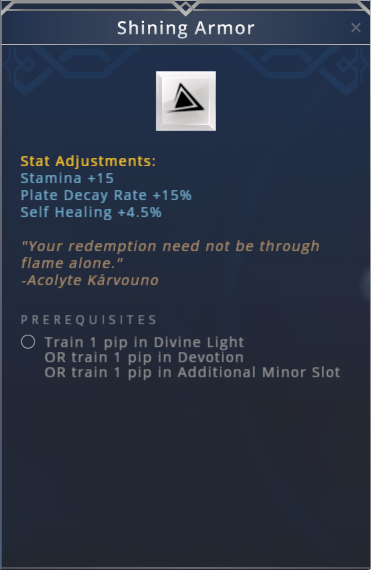 Shining Armor
Stat Adjustments:
Stamina +15
Plate Decay Rate +15%
Self Healing +4.5%
"Your redemption need not be through
flame alone."
-Acolyte Kârvouno
PREREQUISITES
Train 1 pip in Divine Light
OR train 1 pip in Devotion
OR train 1 pip in Additional Minor Slot